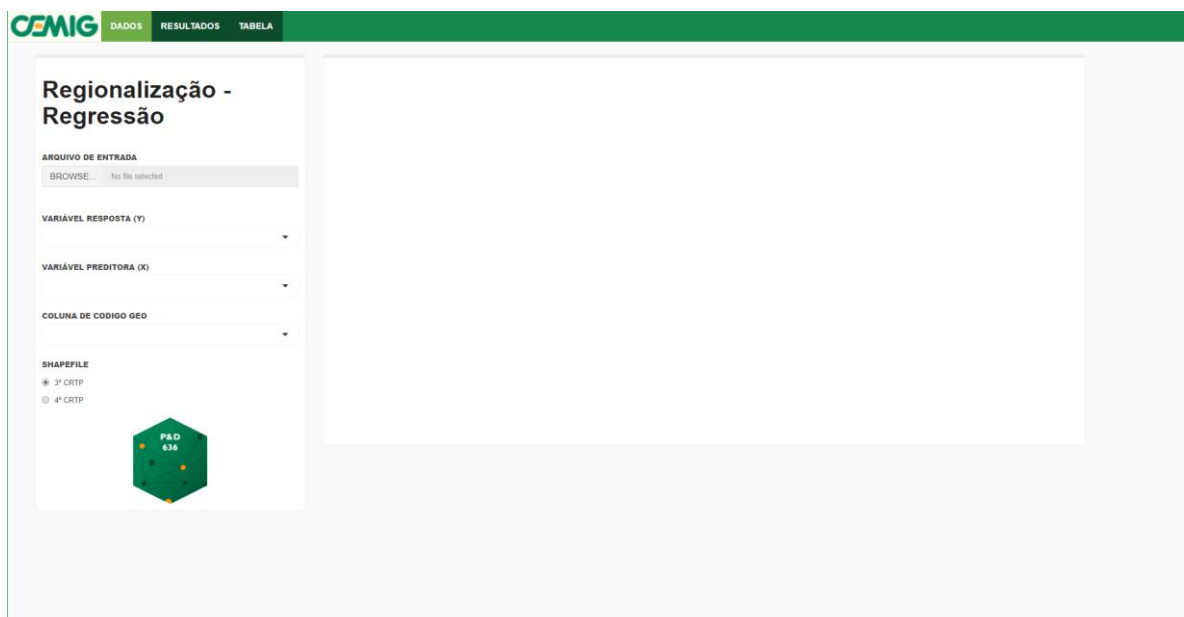 CEMIG DADOS RESULTADOS TABELA
Regionalização -
Regressão
ARQUIVO DE ENTRADA
BROWSE... No file selected
VARIÁVEL RESPOSTA (Y)
VARIÁVEL PREDITORA (X)
COLUNA DE CODIGO GEO
SHAPEFILE
3º CRTP
4º CRTP
P&D
636